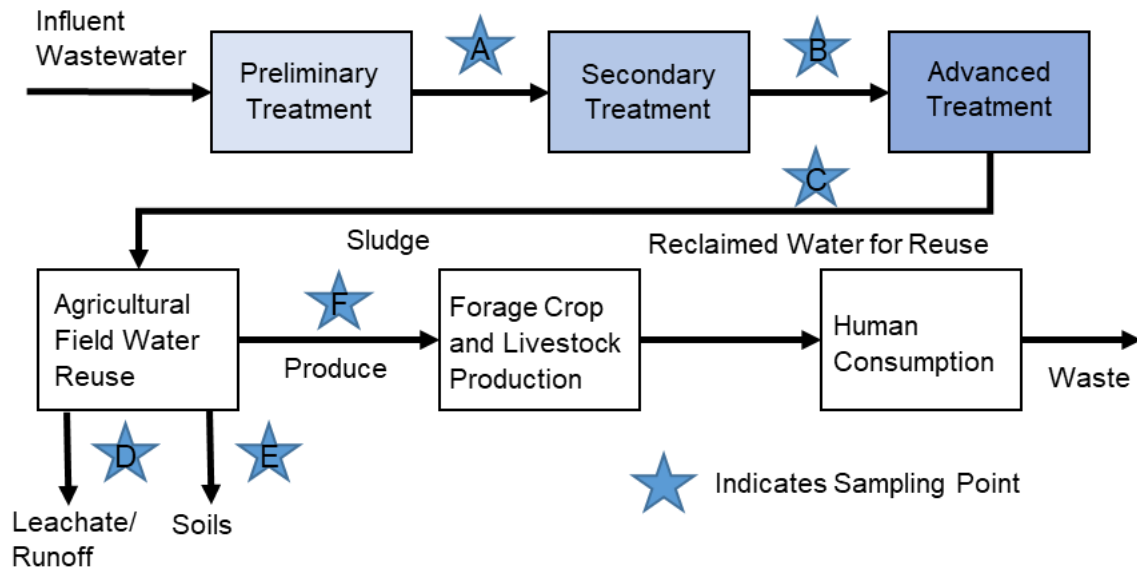 Influent
Wastewater
Preliminary
Treatment
A
Secondary
Treatment
B
Advanced
Treatment
C
Sludge
Reclaimed Water for Reuse
Agricultural
Field Water
Reuse
F
Produce
Forage Crop
and Livestock
Production
Human
Consumption
Waste
D
E
Leachate/
Runoff
Soils
Indicates Sampling Point